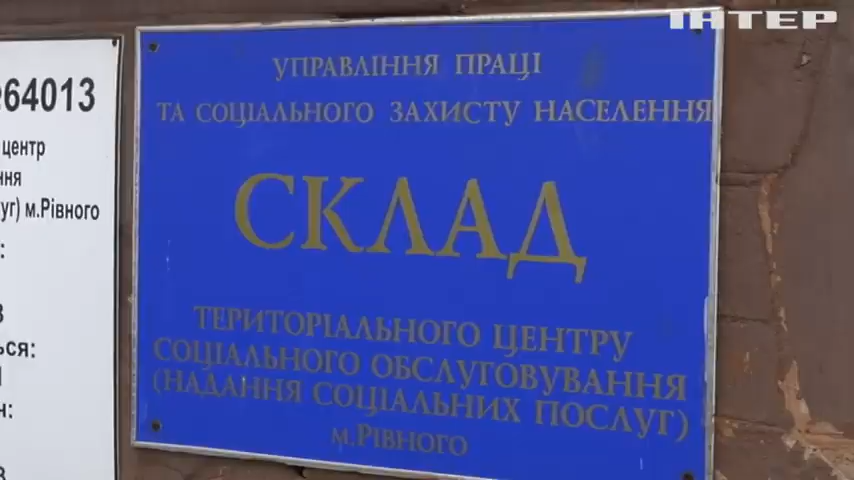 ІНТЕР
УПРАВЛІННЯ ПРАЦІ
ТА СОЦІАЛЬНОГО ЗАХИСТУ НАСЕЛЕННЯ
СКЛАД
ТЕРИТОРІАЛЬНОГО ЦЕНТРУ
СОЦІАЛЬНОГО ОБСЛУГОВУВАННЯ
(НАДАННЯ СОЦІАЛЬНИХ ПОСЛУГ)
м.РІВНОГО
64013
центр
ння
уг) м.Рівного
:
ься:
н: